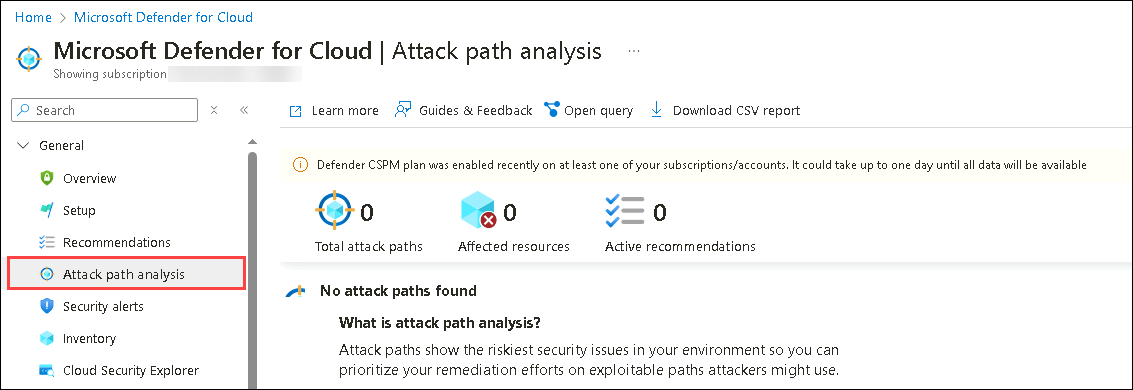 Home > Microsoft Defender for Cloud
Microsoft Defender for Cloud | Attack path analysis ...
Showing subscription
Search
Learn more
Guides & Feedback
Open query
Download CSV report
General
Overview
Setup
Recommendations
Attack path analysis
Security alerts
Inventory
Cloud Security Explorer
Defender CSPM plan was enabled recently on at least one of your subscriptions/accounts. It could take up to one day until all data will be available
0
Total attack paths
0
Affected resources
0
Active recommendations
No attack paths found
What is attack path analysis?
Attack paths show the riskiest security issues in your environment so you can
prioritize your remediation efforts on exploitable paths attackers might use.